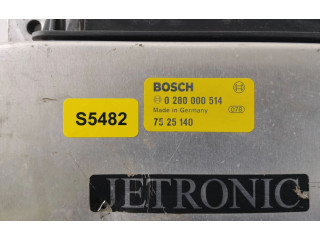 BOSCH
0 280 000 514
Made in Germany
078
75 25 140
S5482
JETRONIC